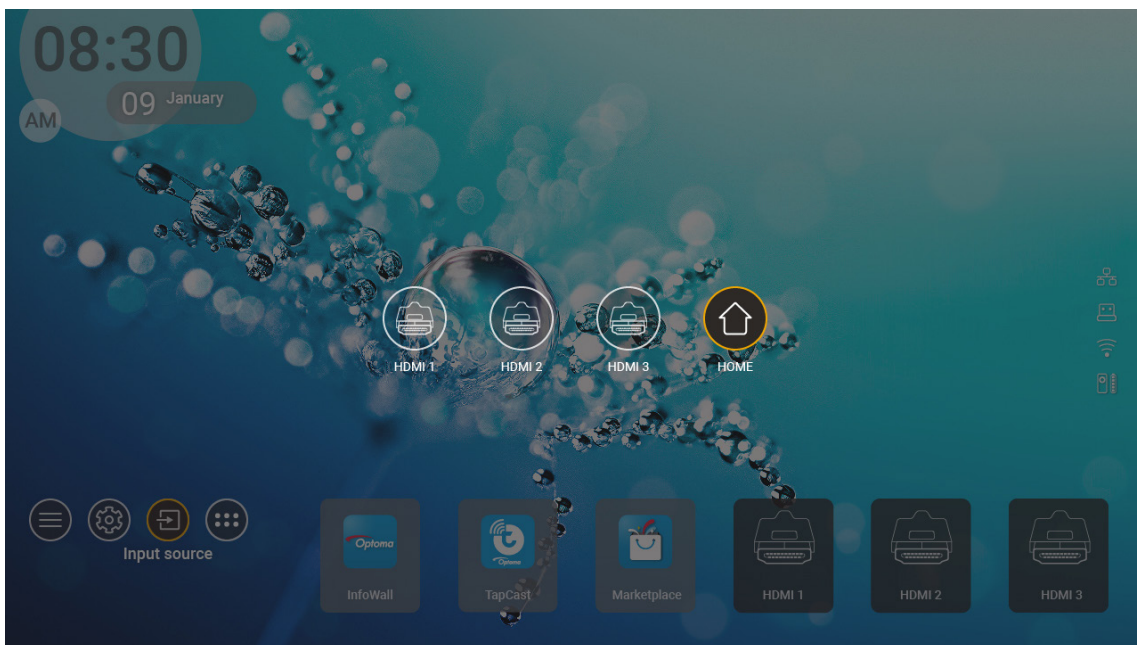 08:30
09 January
AM
HDMI 1 HDMI 2 HDMI 3 HOME
Input source
Optoma
Optoma
InfoWall TapCast Marketplace HDMI 1 HDMI 2 HDMI 3